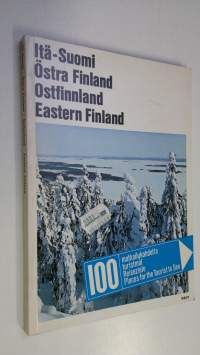 Itä-Suomi
Östra Finland
Ostfinnland
Eastern Finland
100
matkailukohdetta
turistmål
Reiseziele
Places for the Tourist to See